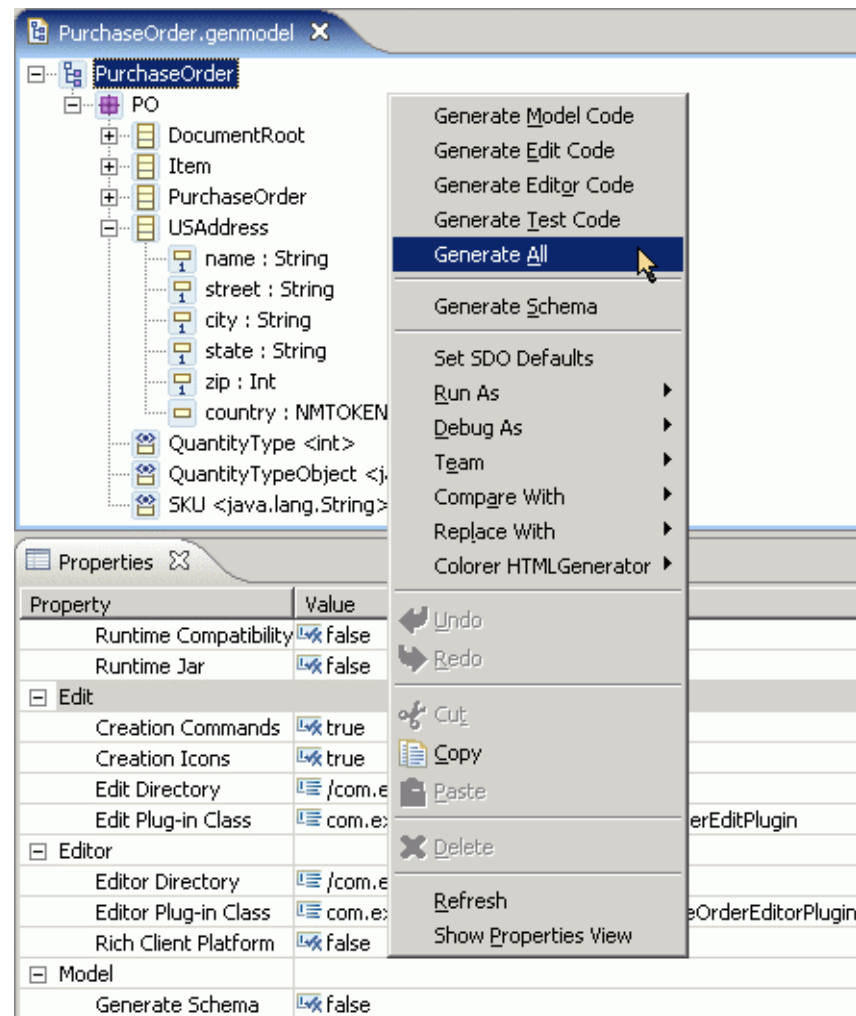 PurchaseOrder.genmodel
PurchaseOrder
PO
DocumentRoot
Item
PurchaseOrder
USAddress
name : String
street : String
city : String
state : String
zip : Int
country : NMTOKEN
QuantityType <int>
QuantityTypeObject <j
SKU <java.lang.String>
Generate Model Code
Generate Edit Code
Generate Editor Code
Generate Test Code
Generate All
Generate Schema
Set SDO Defaults
Run As
Debug As
Team
Compare With
Replace With
Colorer HTMLGenerator
Undo
Redo
Cut
Copy
Paste
Delete
Refresh
Show Properties View
Properties
Property Value
Runtime Compatibility false
Runtime Jar false
Edit
Creation Commands true
Creation Icons true
Edit Directory /com.e
Edit Plug-in Class com.ex erEditPlugin
Editor
Editor Directory /com.e
Editor Plug-in Class com.ex eOrderEditorPlugin
Rich Client Platform false
Model
Generate Schema false